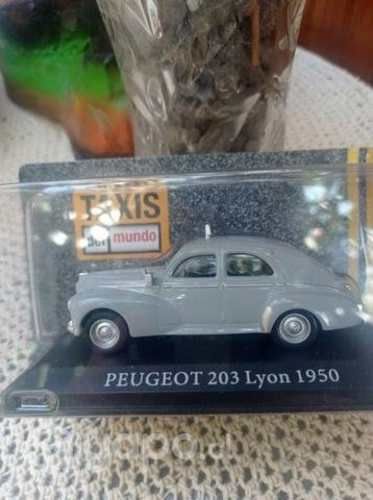 TAXIS
del mundo
PEUGEOT 203 Lyon 1950